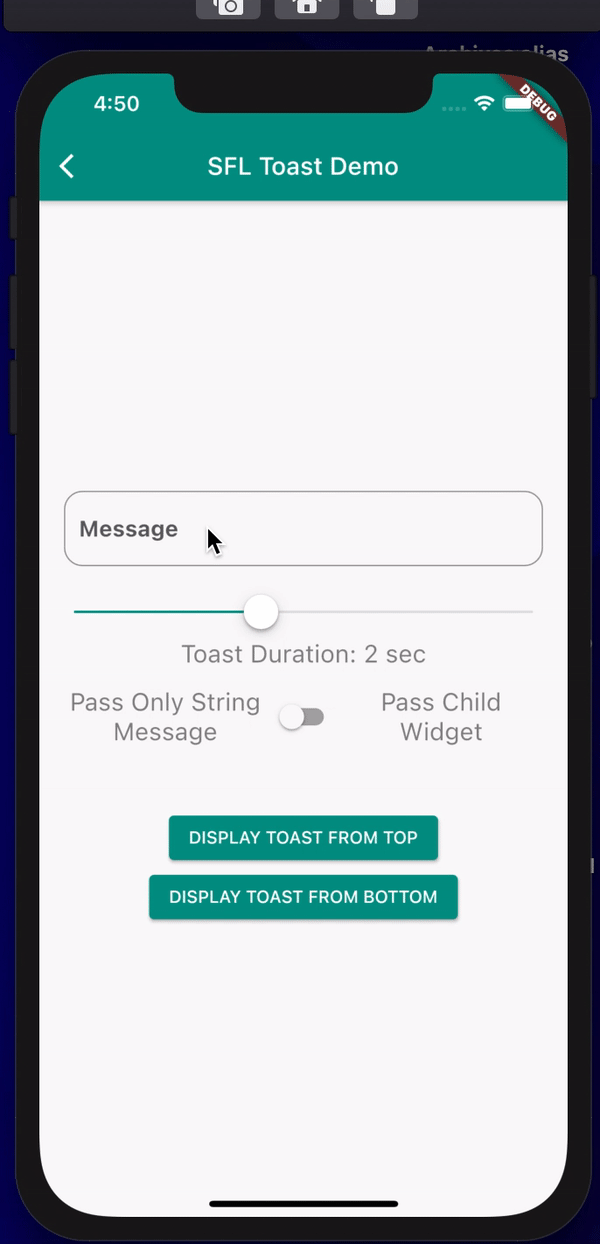 alias
4:50
DEBUG
SFL Toast Demo
Message
Toast Duration: 2 sec
Pass Only String
Message
Pass Child
Widget
DISPLAY TOAST FROM TOP
DISPLAY TOAST FROM BOTTOM